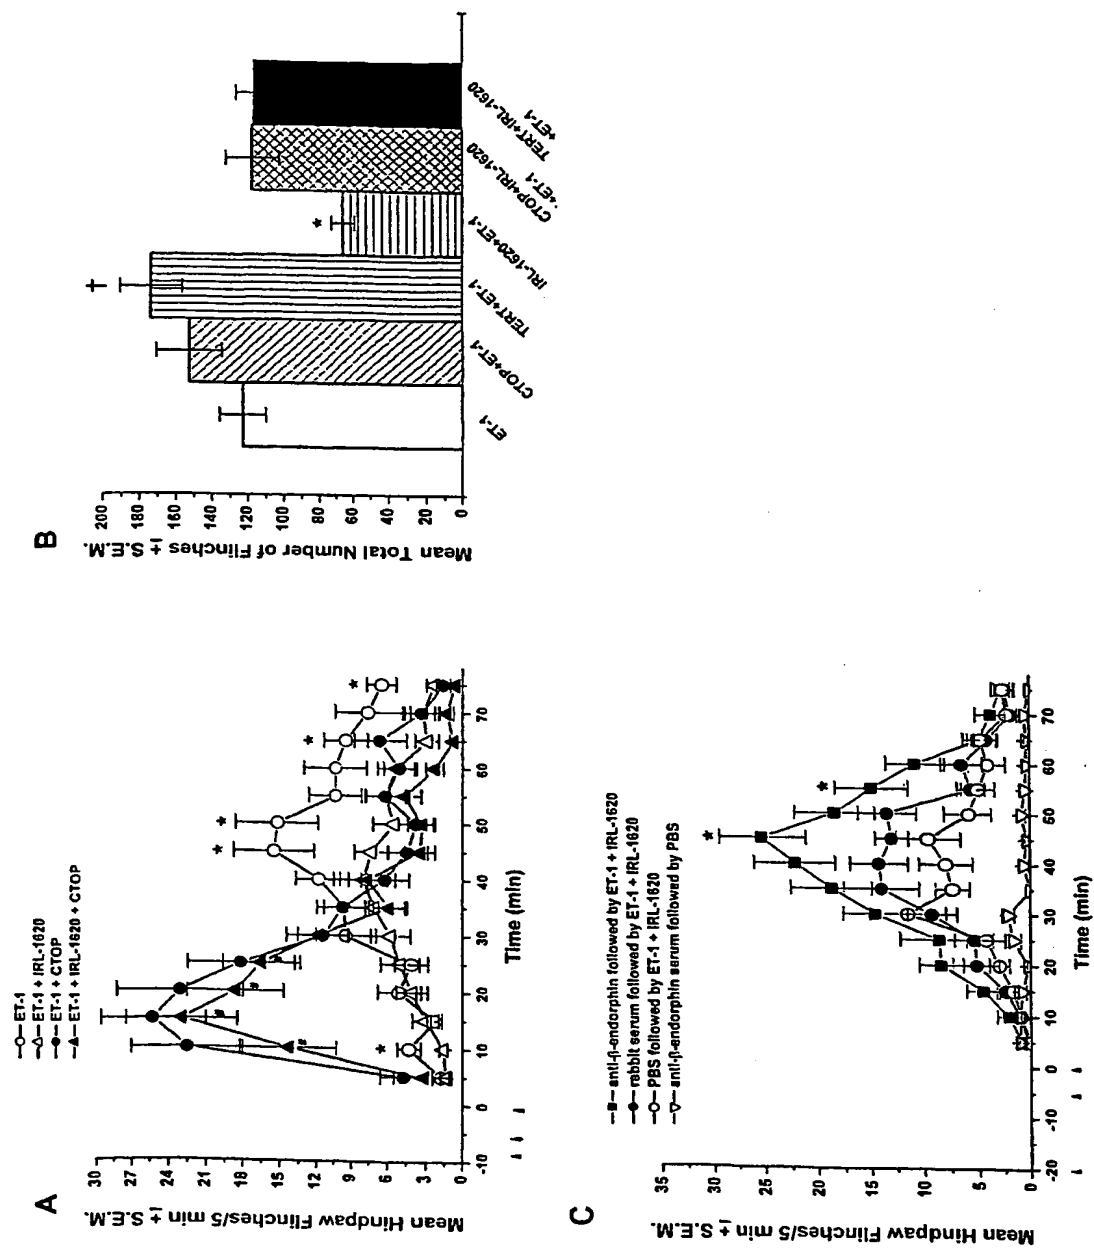 A
Mean Hindpaw Flinches/5 min ± S.E.M.
30
27
24
21
18
15
12
9
6
3
0
-10
0
10
20
30
40
50
60
70
Time (min)
ET-1
ET-1 + IRL-1620
ET-1 + CTOP
ET-1 + IRL-1620 + CTOP
*
*
*
*
*
#
#
#
#
B
Mean Total Number of Flinches ± S.E.M.
200
180
160
140
120
100
80
60
40
20
0
†
*
ET-1
CTOP+ET-1
TERT+ET-1
IRL-1620+ET-1
CTOP+IRL-1620
+ET-1
TERT+IRL-1620
+ET-1
C
Mean Hindpaw Flinches/5 min ± S.E.M.
35
30
25
20
15
10
5
0
-20
-10
0
10
20
30
40
50
60
70
Time (min)
anti-β-endorphin followed by ET-1 + IRL-1620
rabbit serum followed by ET-1 + IRL-1620
PBS followed by ET-1 + IRL-1620
anti-β-endorphin serum followed by PBS
*
*